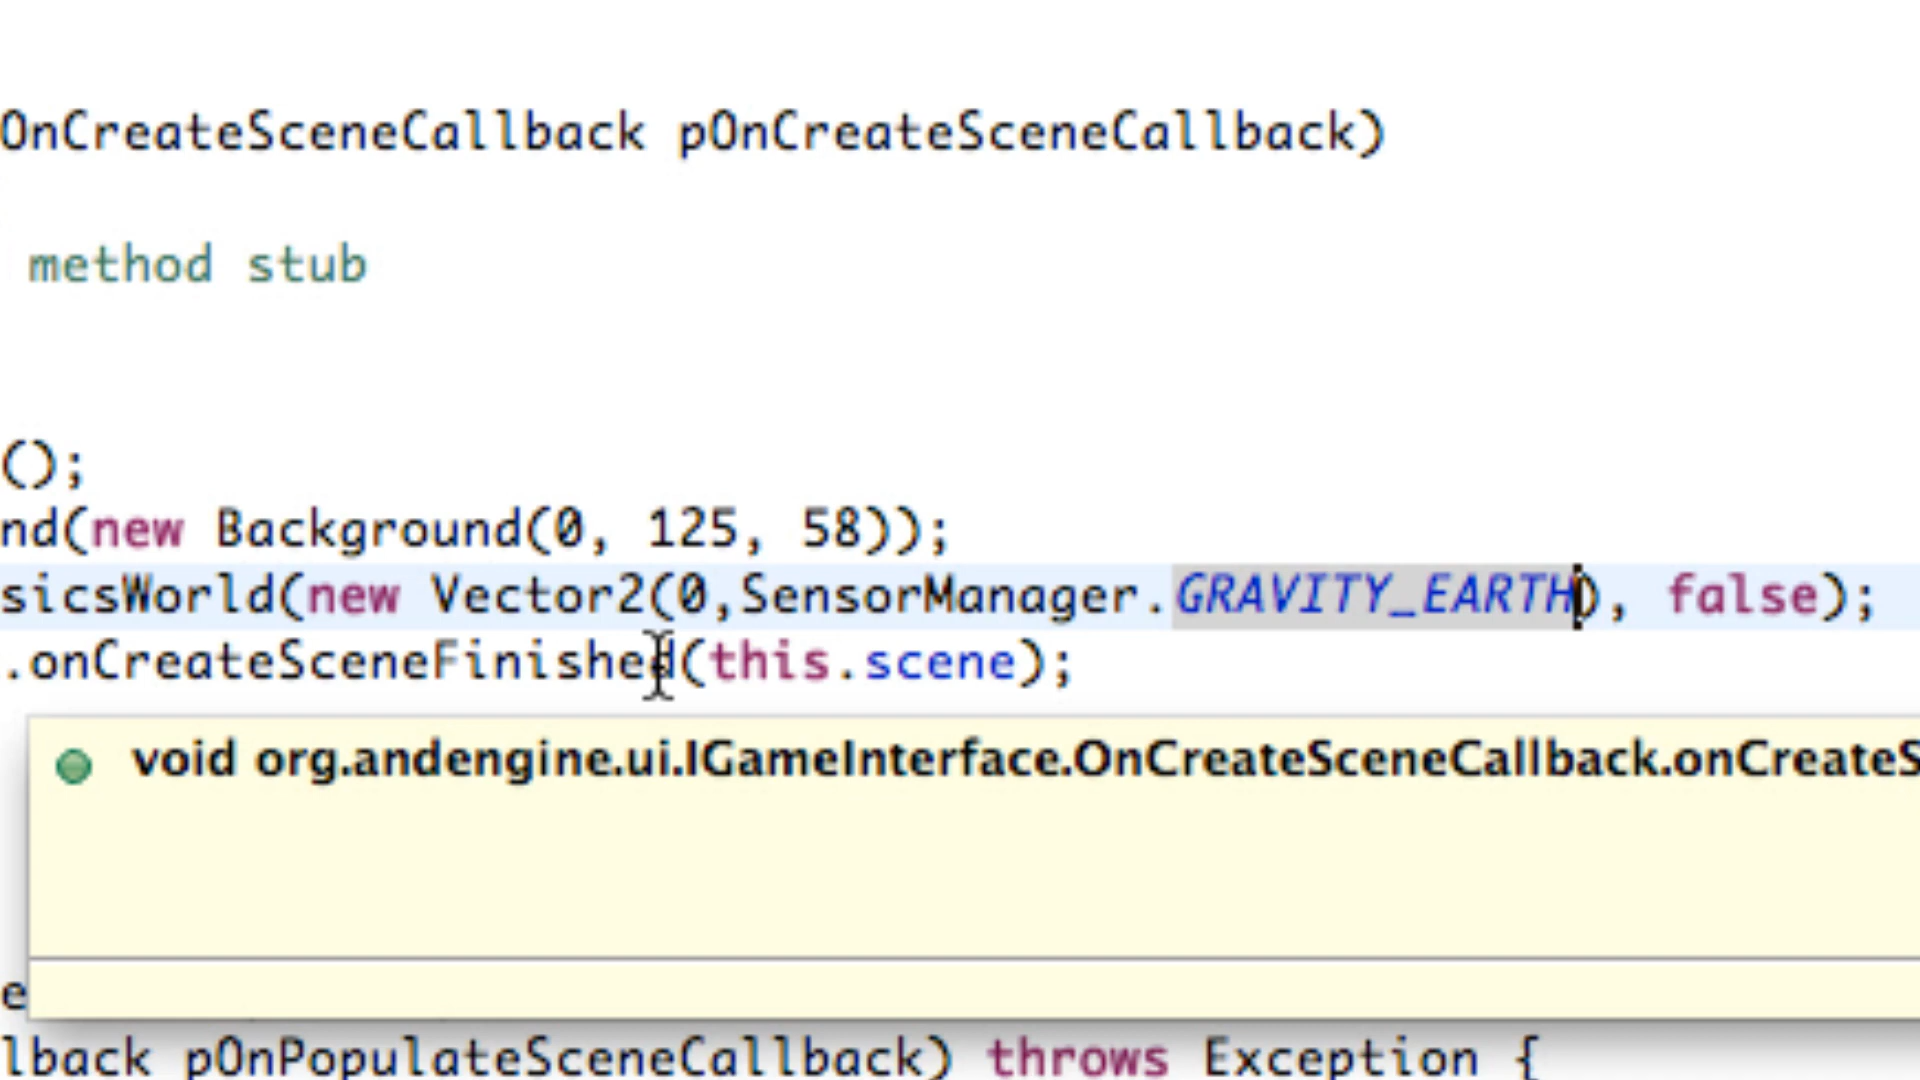 OnCreateSceneCallback pOnCreateSceneCallback)
method stub
();
nd(new Background(0, 125, 58));
sicsWorld(new Vector2(0,SensorManager.GRAVITY_EARTH), false);
.onCreateSceneFinished(this.scene);
void org.andengine.ui.IGameInterface.OnCreateSceneCallback.onCreateS
e
lback pOnPopulateSceneCallback) throws Exception {